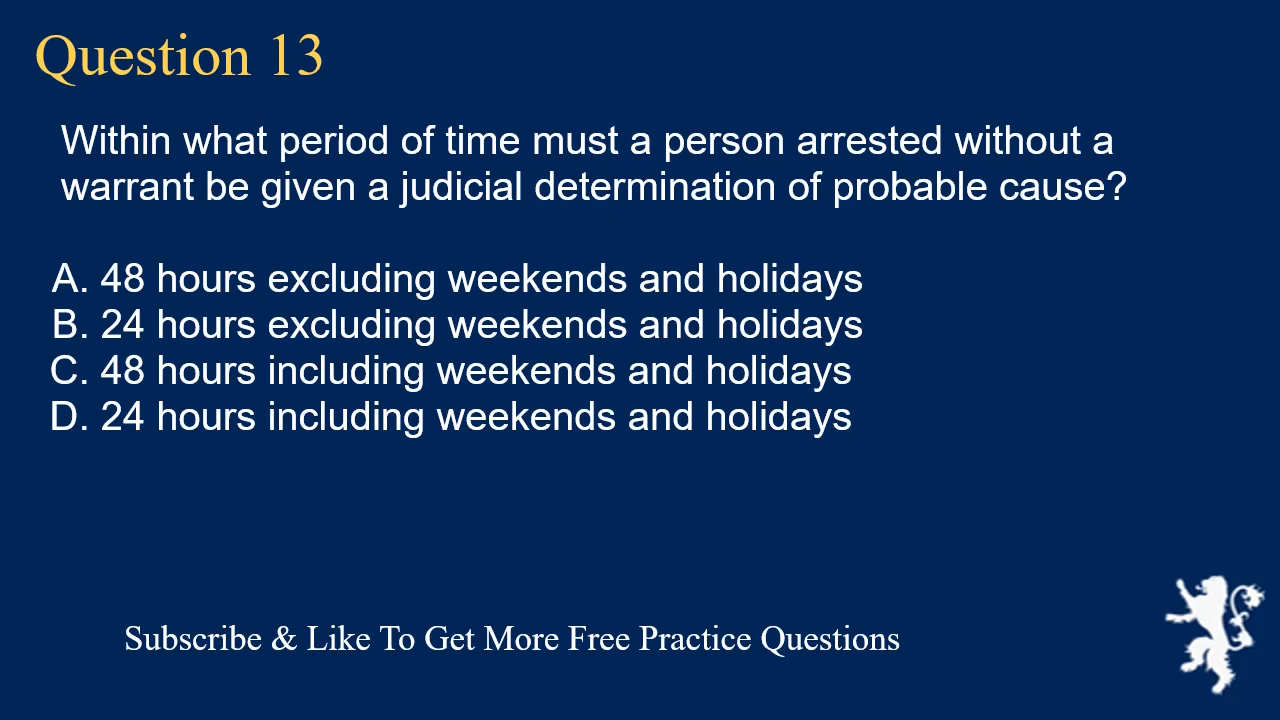 Question 13
Within what period of time must a person arrested without a
warrant be given a judicial determination of probable cause?
A. 48 hours excluding weekends and holidays
B. 24 hours excluding weekends and holidays
C. 48 hours including weekends and holidays
D. 24 hours including weekends and holidays
Subscribe & Like To Get More Free Practice Questions